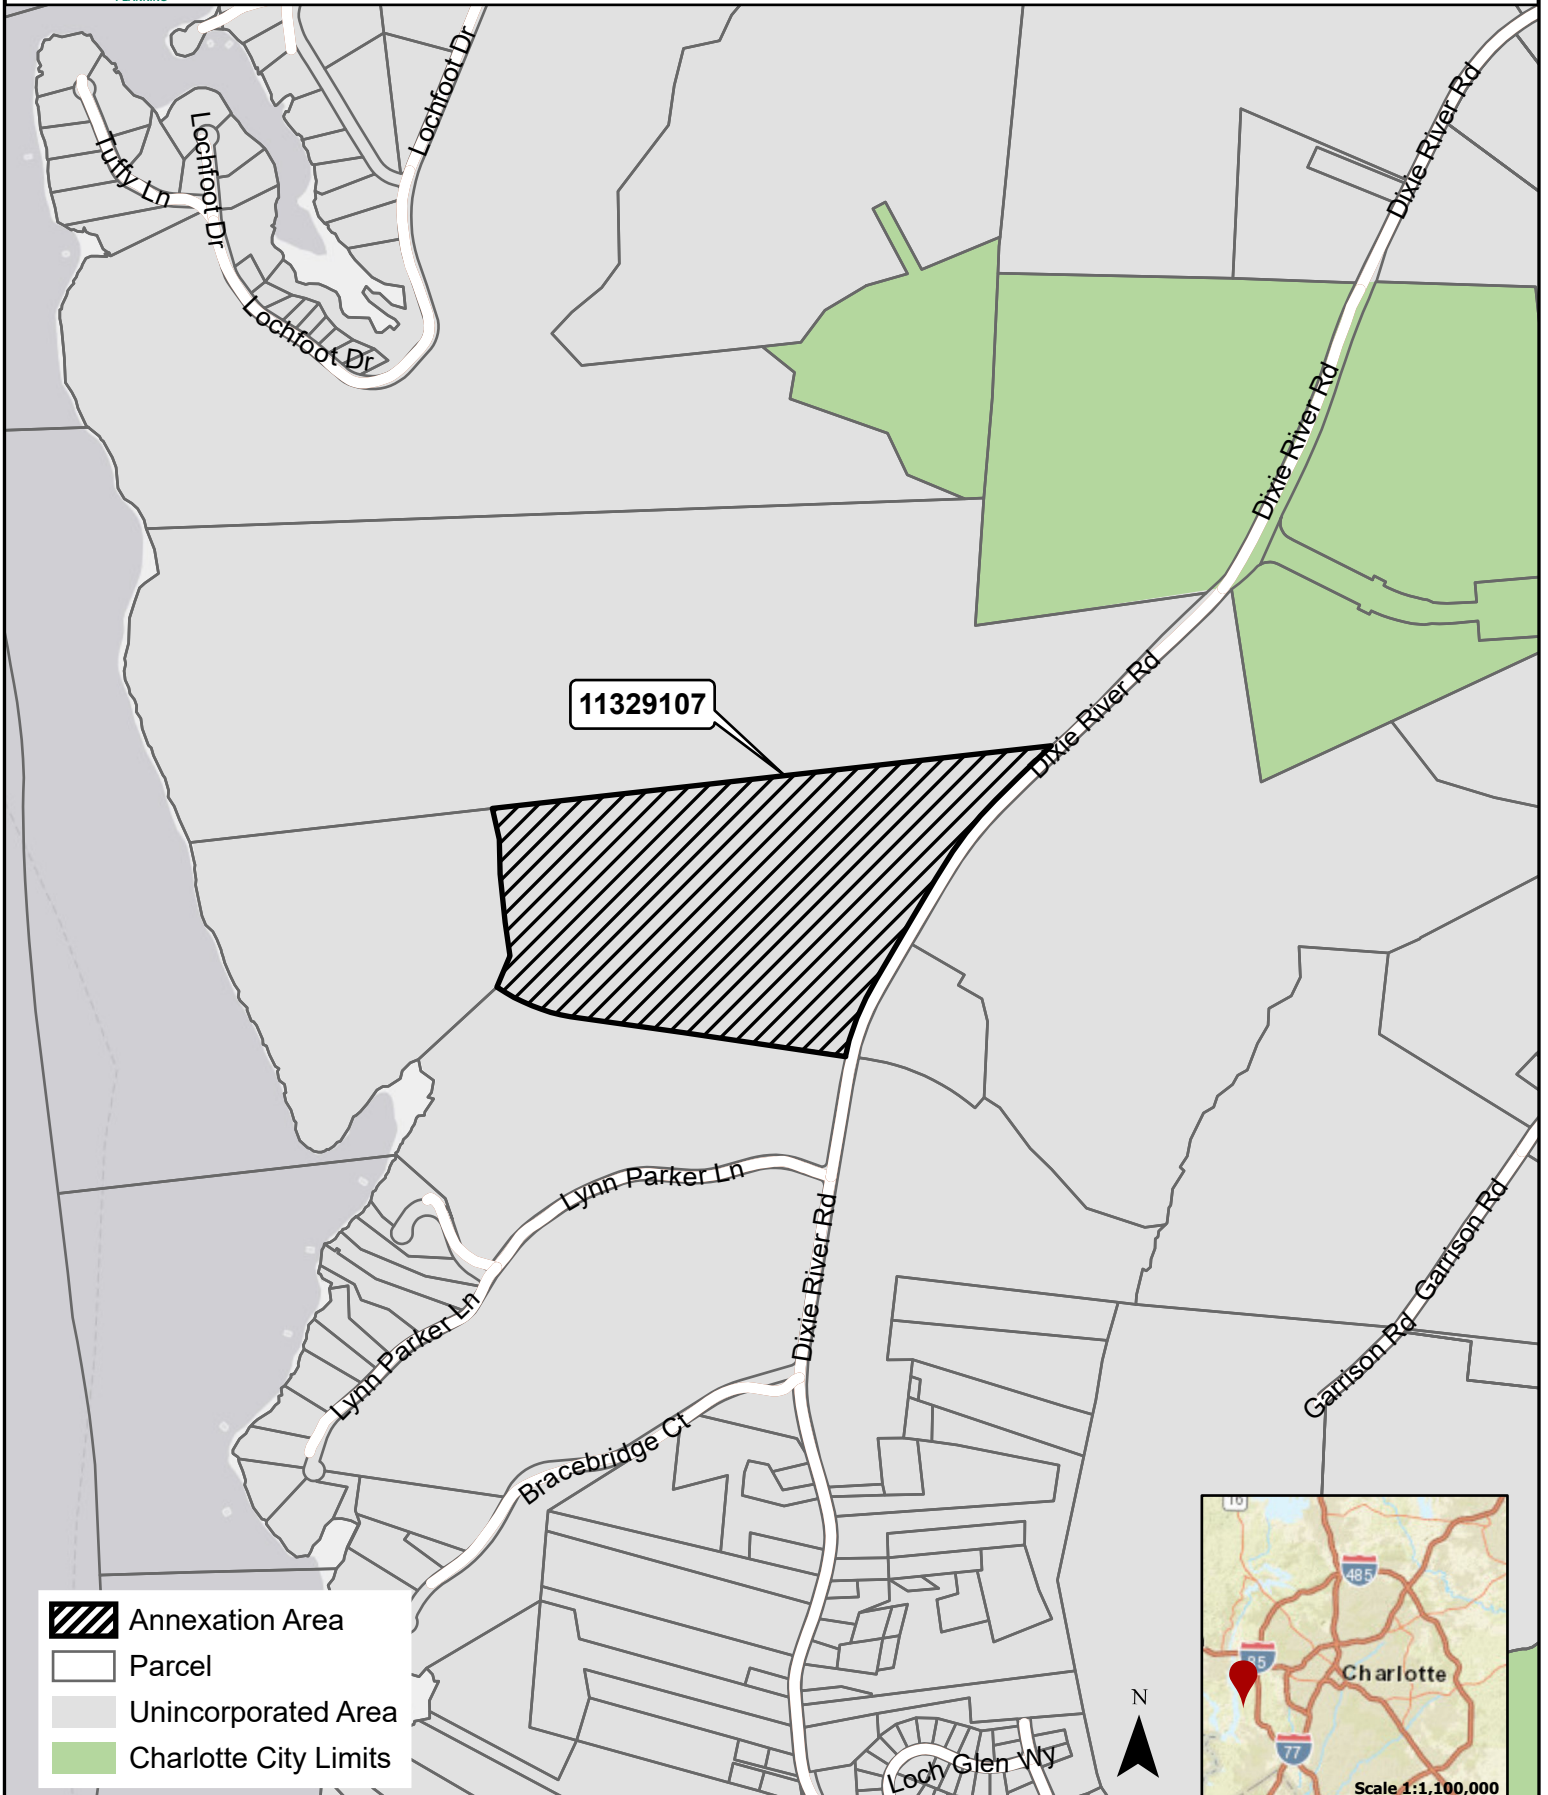 Lochfoot Dr
Dixie River Rd
Tuffy Ln
Lochfoot Dr
Lochfoot Dr
Dixie River Rd
Dixie River Rd
11329107
Lynn Parker Ln
Dixie River Rd
Garrison Rd
Lynn Parker Ln
Garrison Rd
Bracebridge Ct
16
485
85
Charlotte
77
Scale 1:1,100,000
Annexation Area
Parcel
Unincorporated Area
Charlotte City Limits
N
Loch Glen Wy